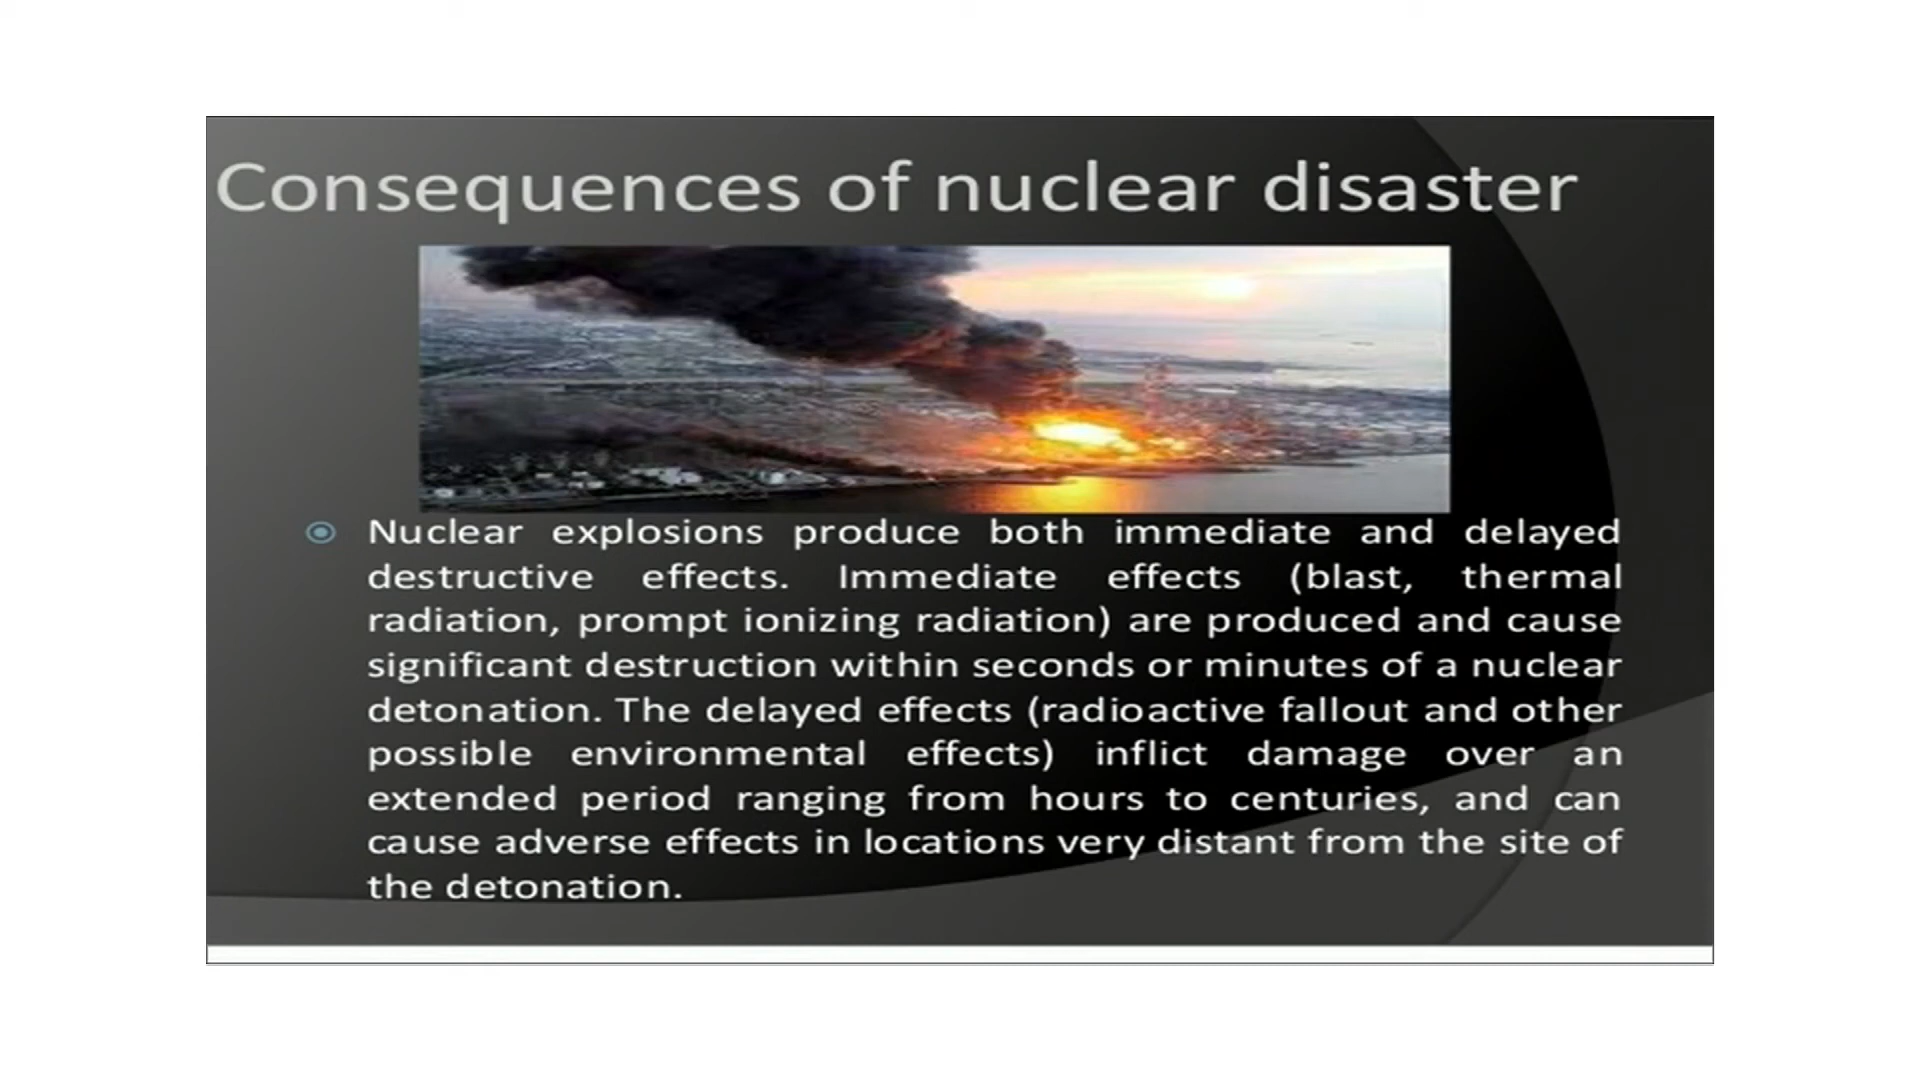 Consequences of nuclear disaster
Nuclear explosions produce both immediate and delayed
destructive effects. Immediate effects (blast, thermal
radiation, prompt ionizing radiation) are produced and cause
significant destruction within seconds or minutes of a nuclear
detonation. The delayed effects (radioactive fallout and other
possible environmental effects) inflict damage over an
extended period ranging from hours to centuries, and can
cause adverse effects in locations very distant from the site of
the detonation.